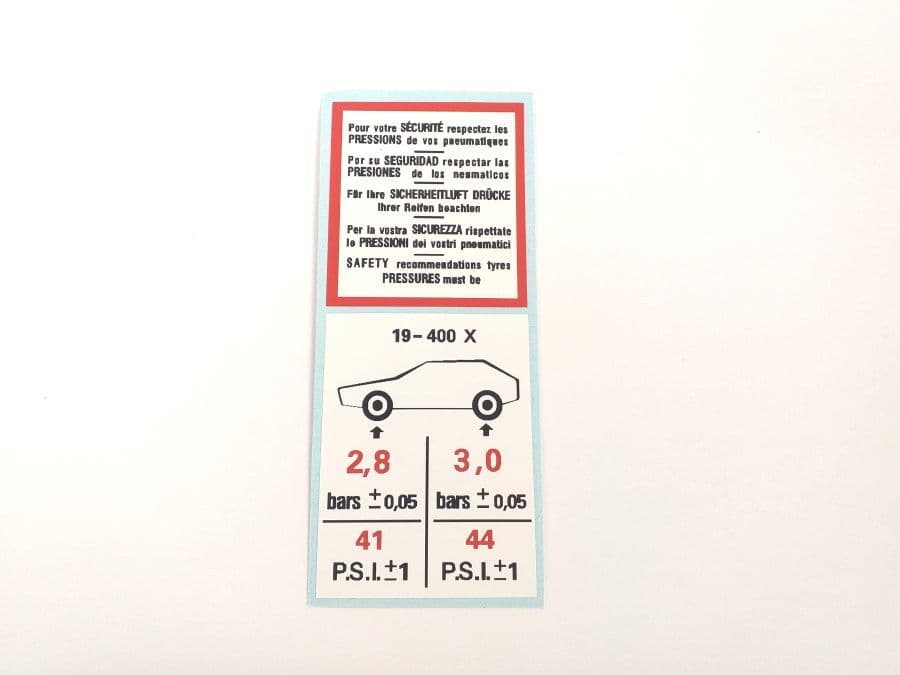 Pour votre SÉCURITÉ respectez les
PRESSIONS de vos pneumatiques
Por su SEGURIDAD respectar las
PRESIONES de los neumaticos
Für Ihre SICHERHEITLUFT DRÜCKE
Ihrer Reifen beachten
Per la vostra SICUREZZA rispettate
le PRESSIONI dei vostri pneumatici
SAFETY recommendations tyres
PRESSURES must be
19-400 X
2,8 3,0
bars ±0,05 bars ±0,05
41 44
P.S.I.±1 P.S.I.±1